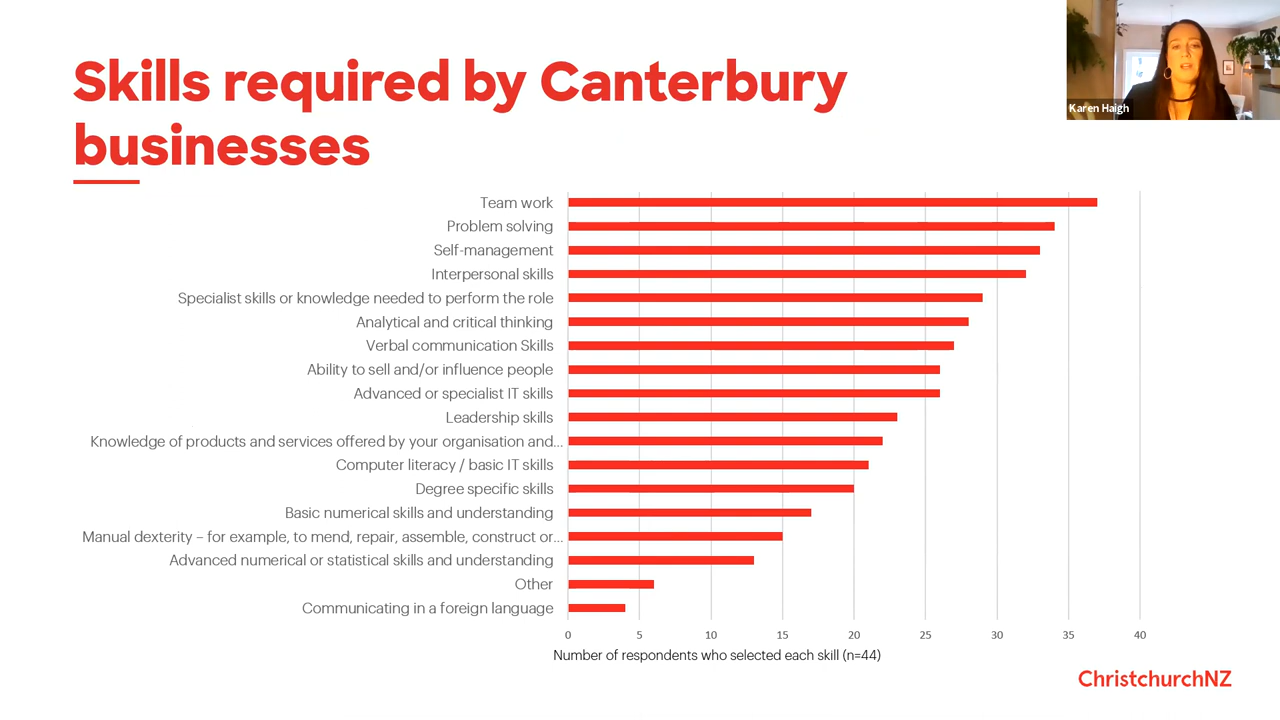 Skills required by Canterbury
businesses
Karen Haigh
Team work
Problem solving
Self-management
Interpersonal skills
Specialist skills or knowledge needed to perform the role
Analytical and critical thinking
Verbal communication Skills
Ability to sell and/or influence people
Advanced or specialist IT skills
Leadership skills
Knowledge of products and services offered by your organisation and...
Computer literacy / basic IT skills
Degree specific skills
Basic numerical skills and understanding
Manual dexterity – for example, to mend, repair, assemble, construct or...
Advanced numerical or statistical skills and understanding
Other
Communicating in a foreign language
0 5 10 15 20 25 30 35 40
Number of respondents who selected each skill (n=44)
ChristchurchNZ